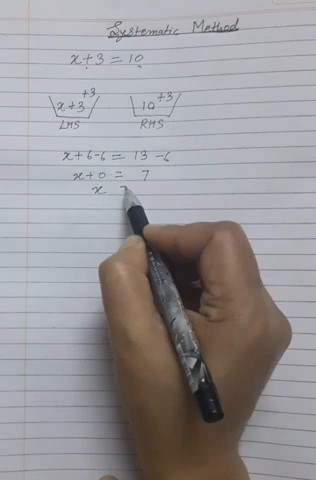 Systematic Method
x+3 = 10
x+3 +3 10 +3
LHS RHS
x+6-6 = 13 -6
x+0 = 7
x